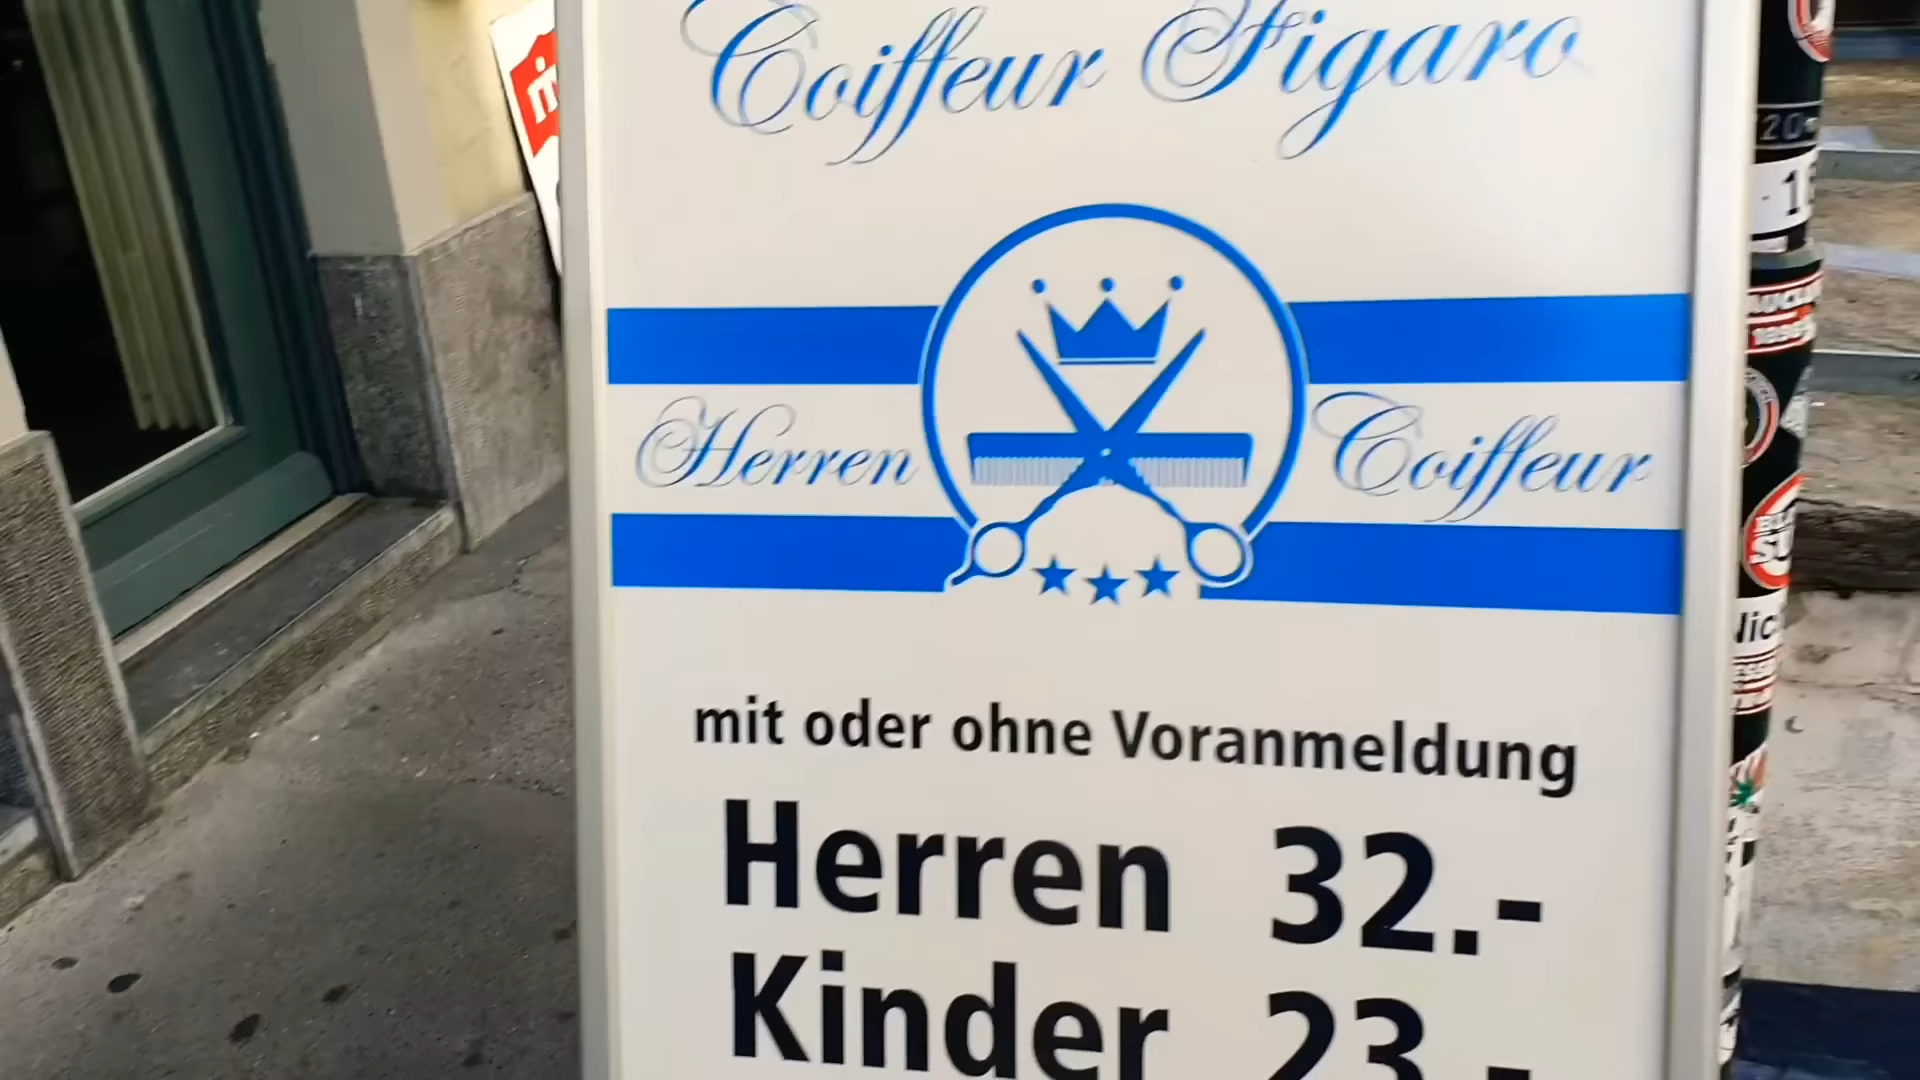 Coiffeur Figaro
Herren Coiffeur
mit oder ohne Voranmeldung
Herren 32.-
Kinder 23.-